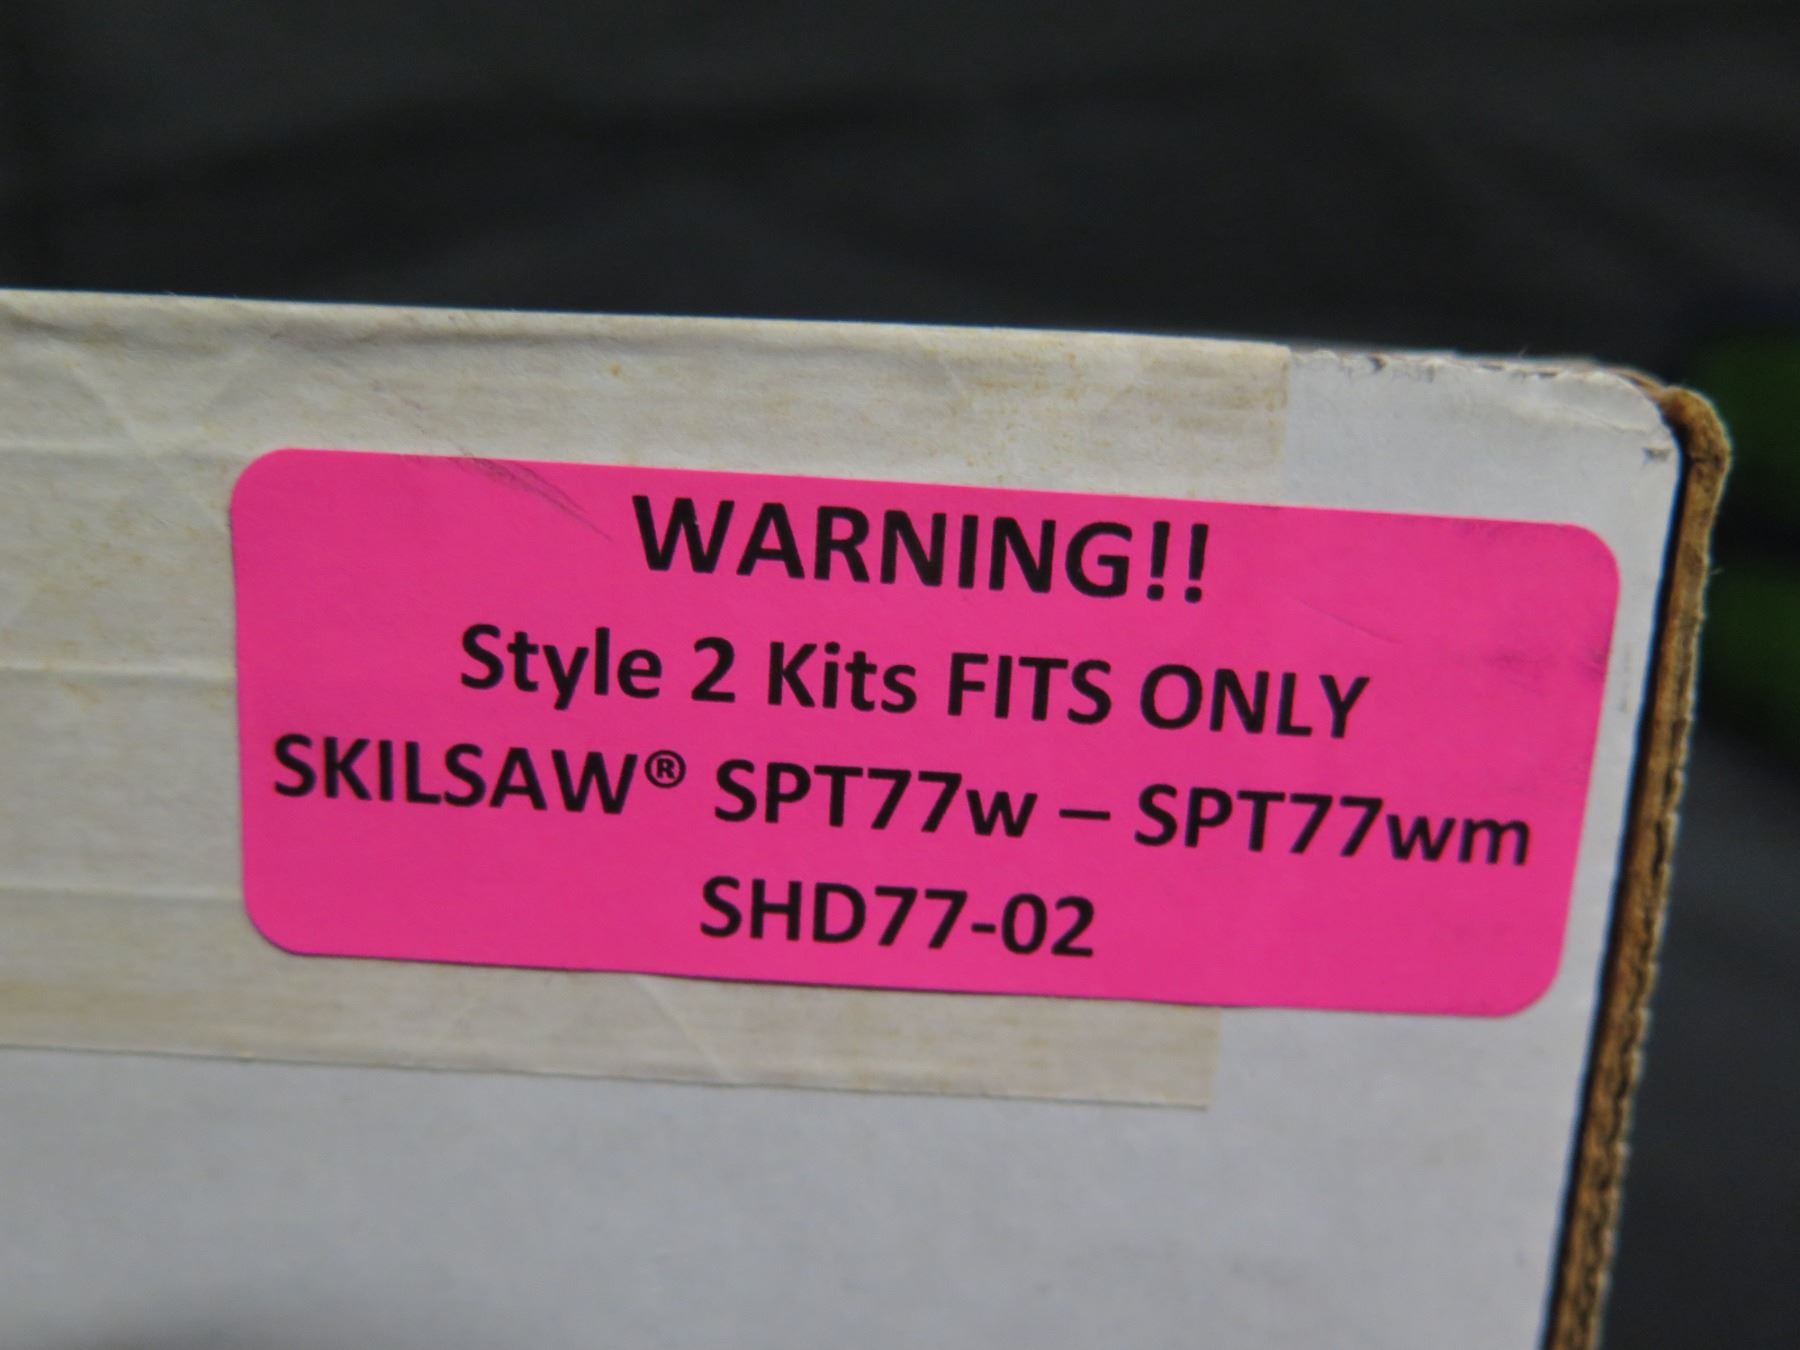 WARNING!!
Style 2 Kits FITS ONLY
SKILSAW® SPT77w – SPT77wm
SHD77-02